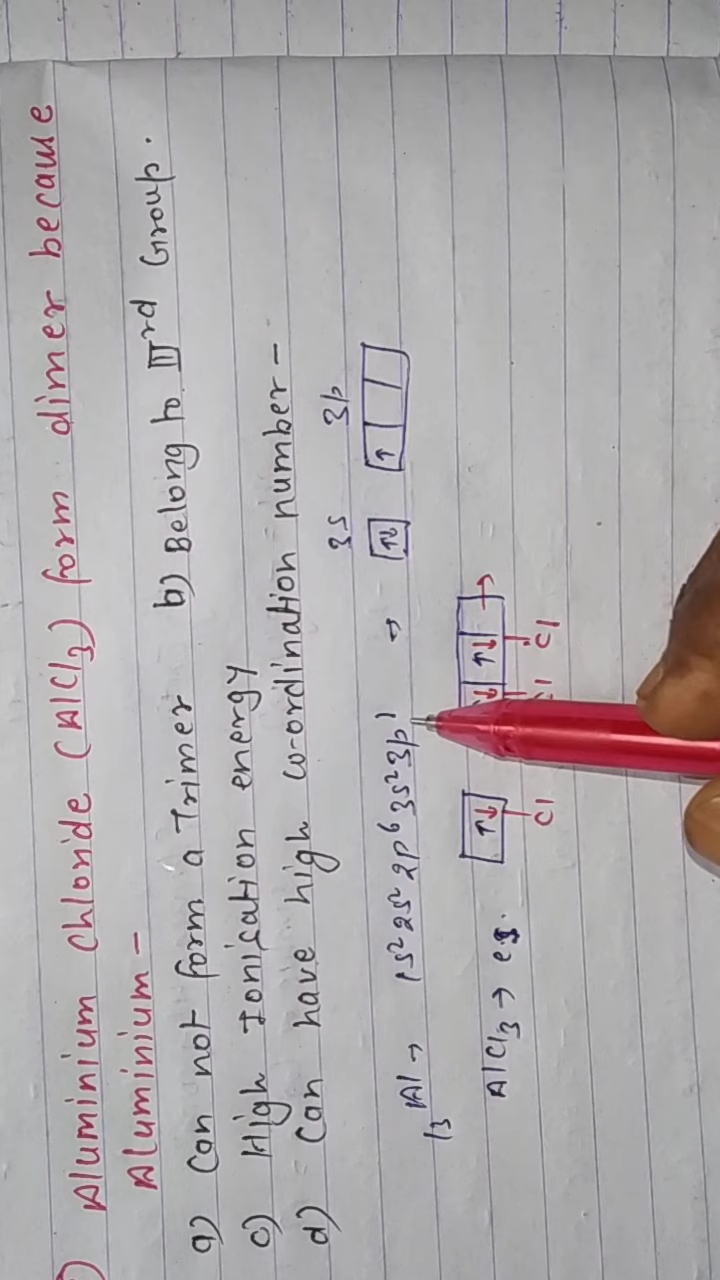 Aluminium Chloride (AlCl₃) form dimer because
Aluminium –
a) Can not form a Trimer b) Belong to IIIrd Group.
c) High Ionisation energy
d) Can have high co-ordination number –
3s 3p
₁₃Al → 1s² 2s² 2p⁶ 3s² 3p¹ → ↑↓ ↑
AlCl₃ → e.s. ↑↓ ↓ ↑↓ →
Cl Cl Cl